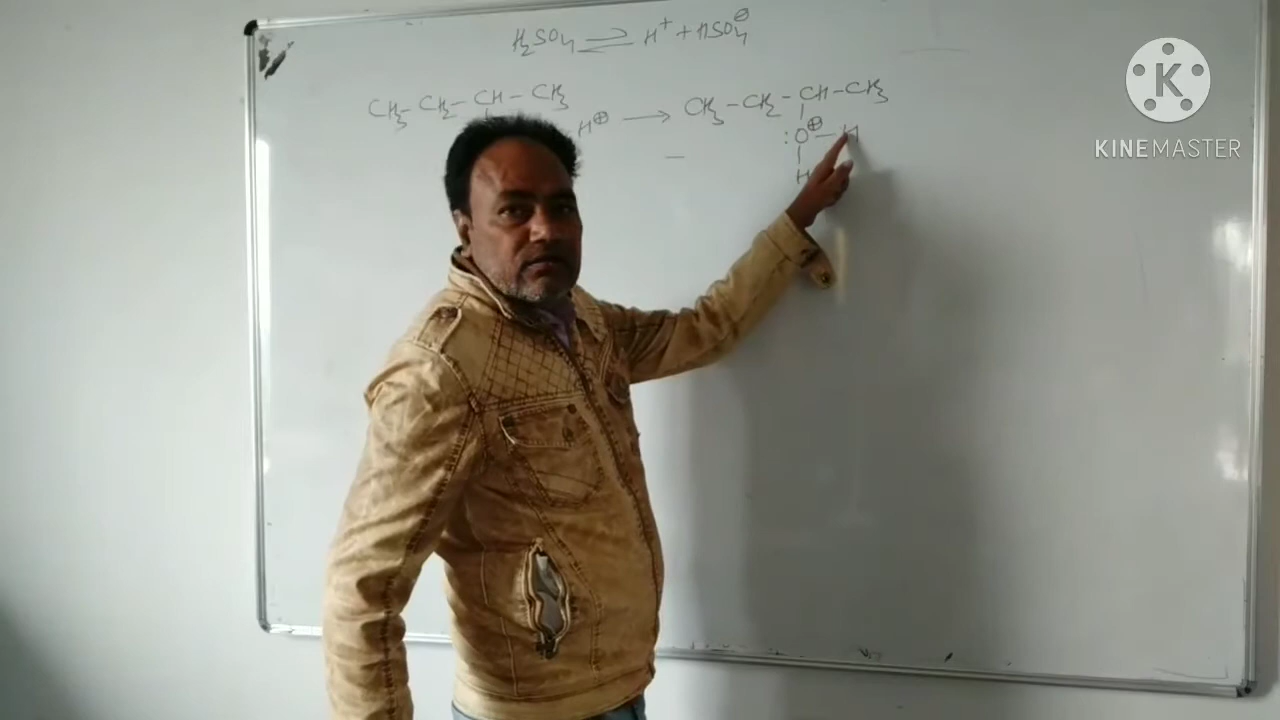 H₂SO₄ ⇌ H⁺ + HSO₄⊖
CH₃-CH₂-CH-CH₃ H⊕ → CH₃-CH₂-CH-CH₃
:O⊕-H
H
K
KINEMASTER